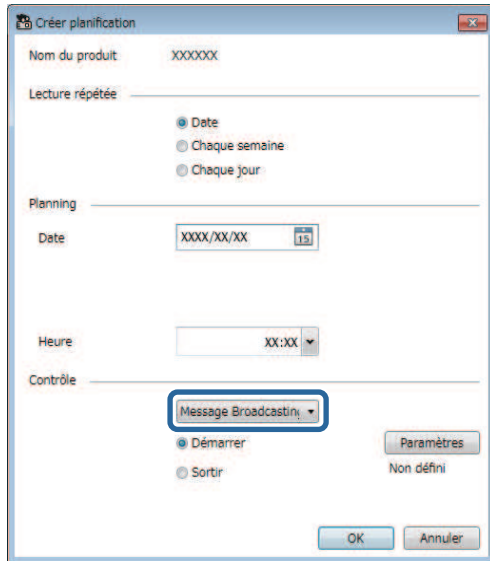 Créer planification
Nom du produit XXXXXX
Lecture répétée
Date
Chaque semaine
Chaque jour
Planning
Date XXXX/XX/XX 15
Heure XX:XX
Contrôle
Message Broadcasting
Démarrer Paramètres
Sortir Non défini
OK Annuler